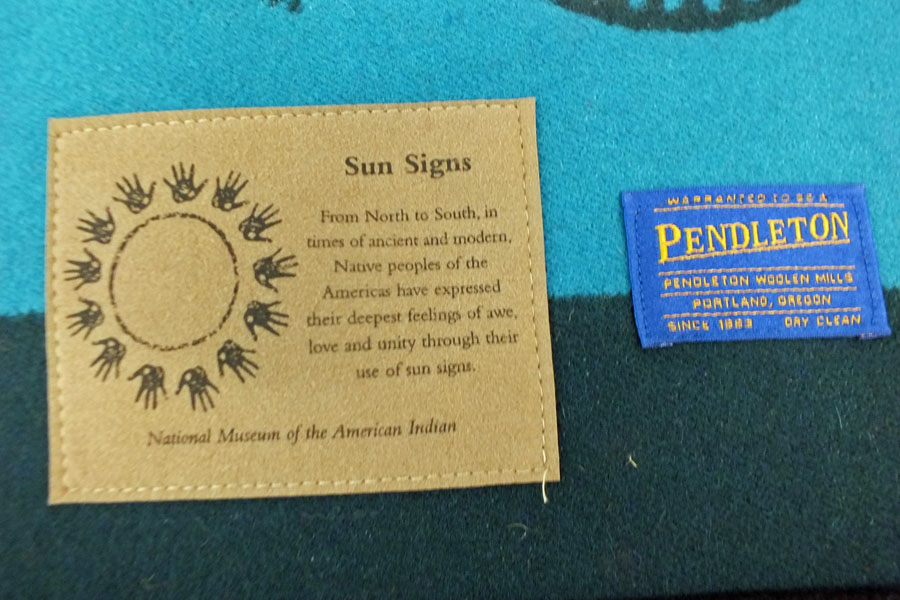 Sun Signs
From North to South, in
times of ancient and modern,
Native peoples of the
Americas have expressed
their deepest feelings of awe,
love and unity through their
use of sun signs.
National Museum of the American Indian
WARRANTED TO BE A
PENDLETON
PENDLETON WOOLEN MILLS
PORTLAND, OREGON
SINCE 1863 DRY CLEAN